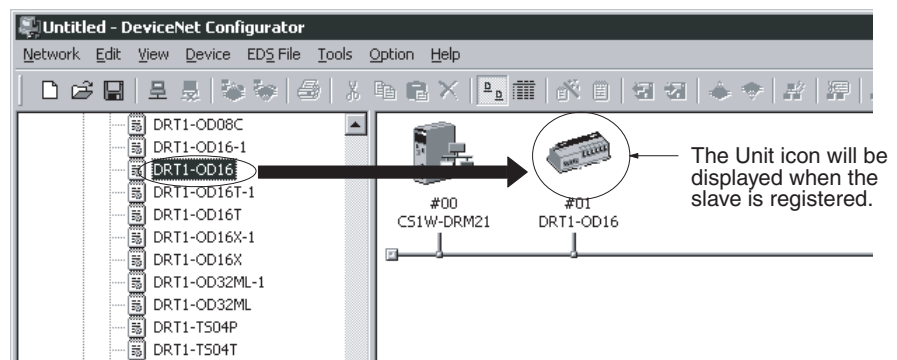 Untitled - DeviceNet Configurator
Network Edit View Device EDS File Tools Option Help
DRT1-OD08C
DRT1-OD16-1
DRT1-OD16
DRT1-OD16T-1
DRT1-OD16T
DRT1-OD16X-1
DRT1-OD16X
DRT1-OD32ML-1
DRT1-OD32ML
DRT1-TS04P
DRT1-TS04T
#00
CS1W-DRM21
#01
DRT1-OD16
The Unit icon will be
displayed when the
slave is registered.